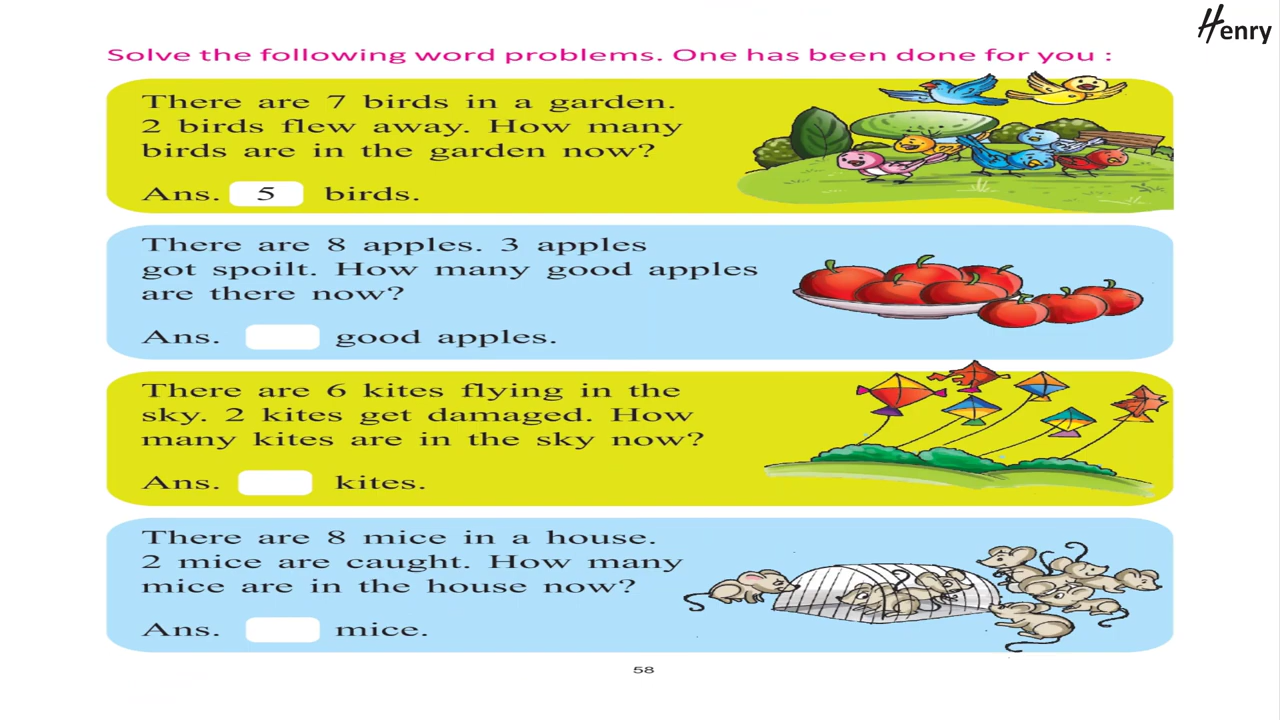 Henry
Solve the following word problems. One has been done for you :
There are 7 birds in a garden.
2 birds flew away. How many
birds are in the garden now?
Ans. 5 birds.
There are 8 apples. 3 apples
got spoilt. How many good apples
are there now?
Ans. good apples.
There are 6 kites flying in the
sky. 2 kites get damaged. How
many kites are in the sky now?
Ans. kites.
There are 8 mice in a house.
2 mice are caught. How many
mice are in the house now?
Ans. mice.
58